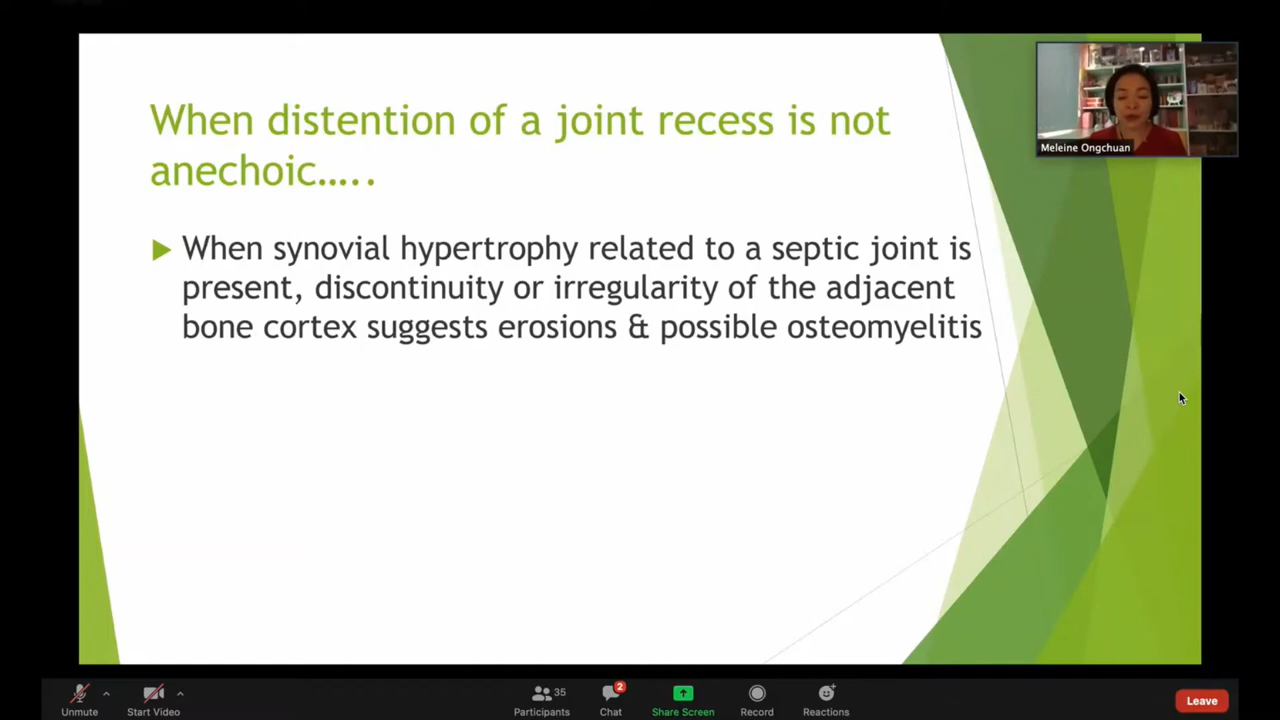 When distention of a joint recess is not
anechoic.....
When synovial hypertrophy related to a septic joint is
present, discontinuity or irregularity of the adjacent
bone cortex suggests erosions & possible osteomyelitis
Meleine Ongchuan
Unmute
Start Video
35
Participants
2
Chat
Share Screen
Record
Reactions
Leave